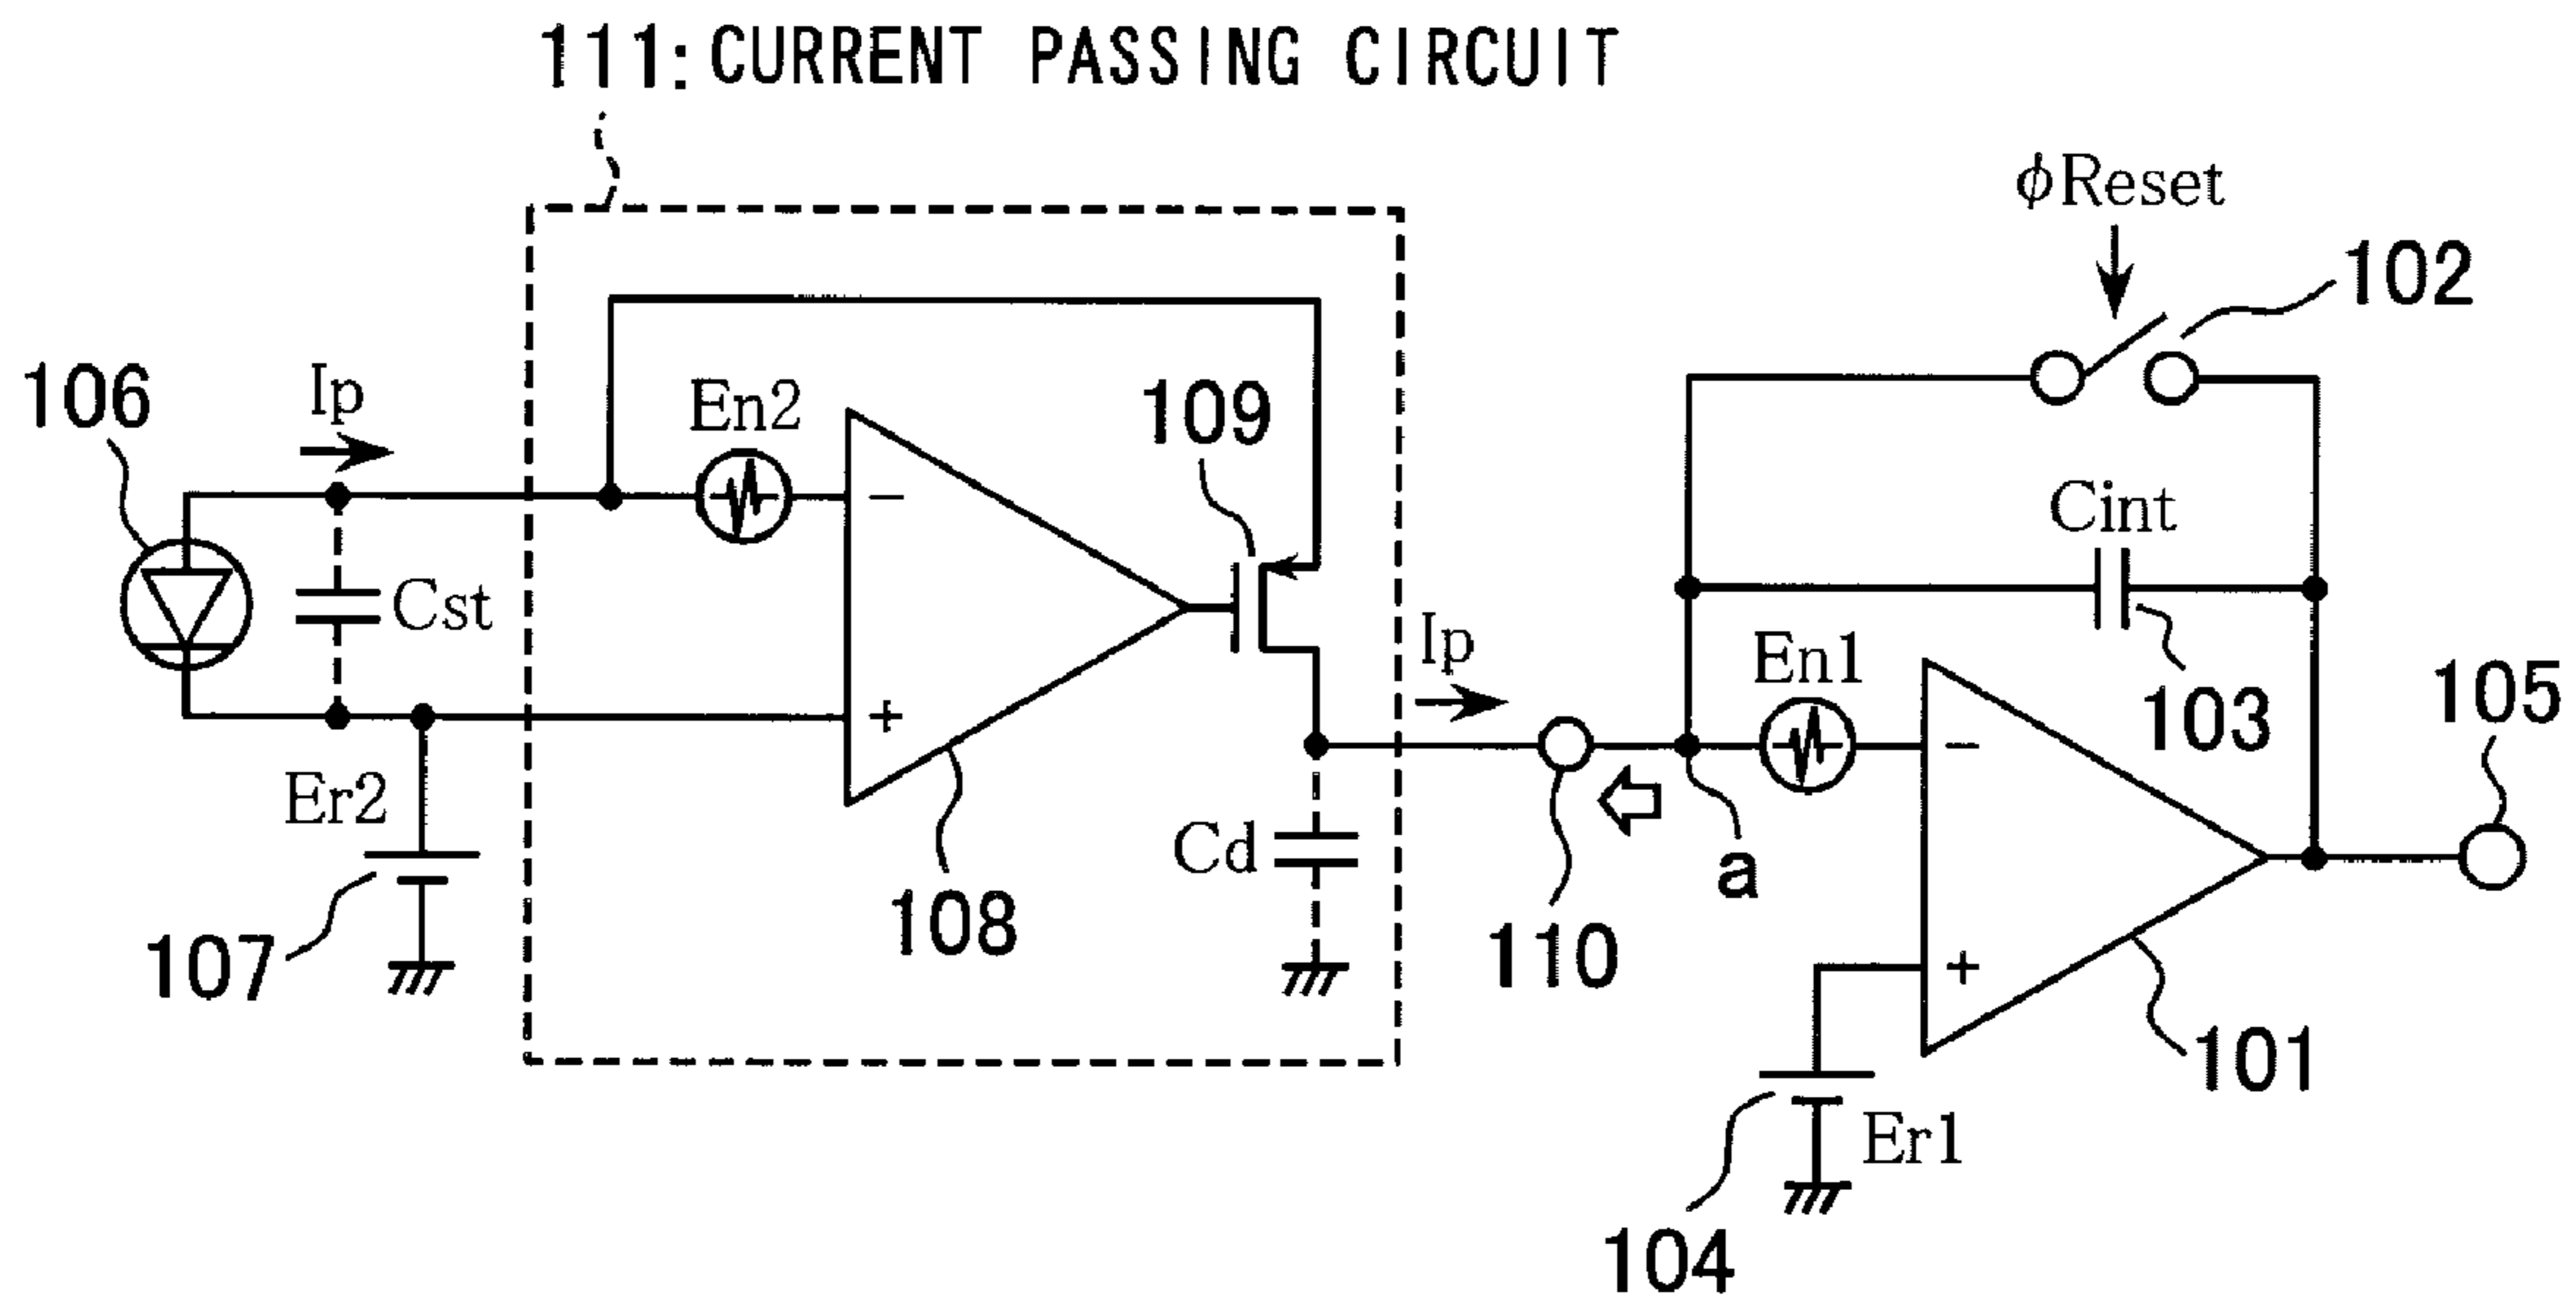 111: CURRENT PASSING CIRCUIT
φReset
102
106
Ip
En2
109
Cint
Cst
Ip
En1
103
105
-
+
-
Er2
Cd
a
108
107
110
+
101
104
Er1